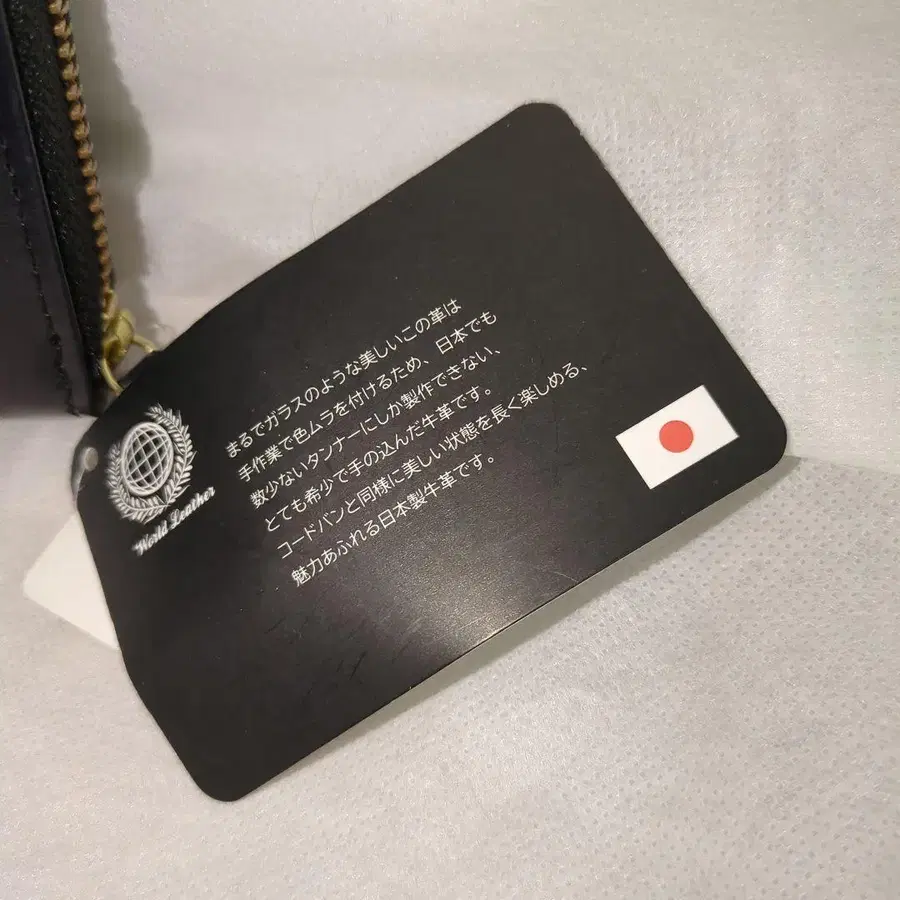 World Leather
まるでガラスのような美しいこの革は
手作業で色ムラを付けるため、日本でも
数少ないタンナーにしか製作できない、
とても希少で手の込んだ牛革です。
コードバンと同様に美しい状態を長く楽しめる、
魅力あふれる日本製牛革です。